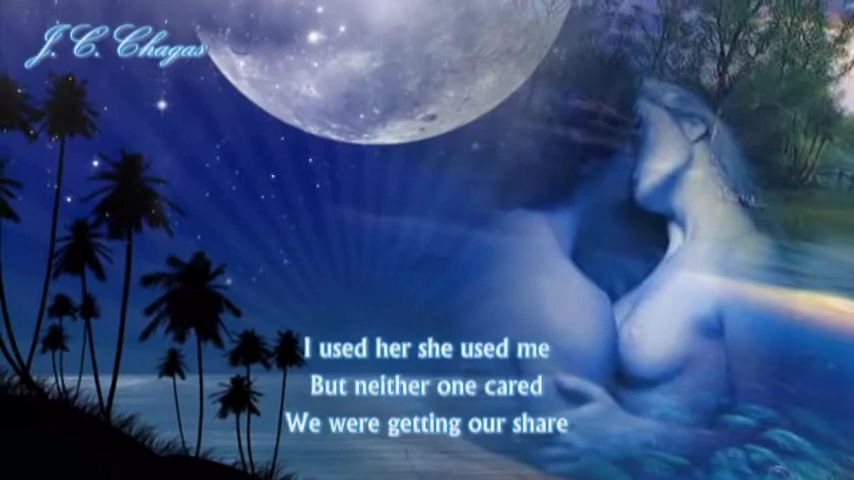 J. C. Chagas
I used her she used me
But neither one cared
We were getting our share